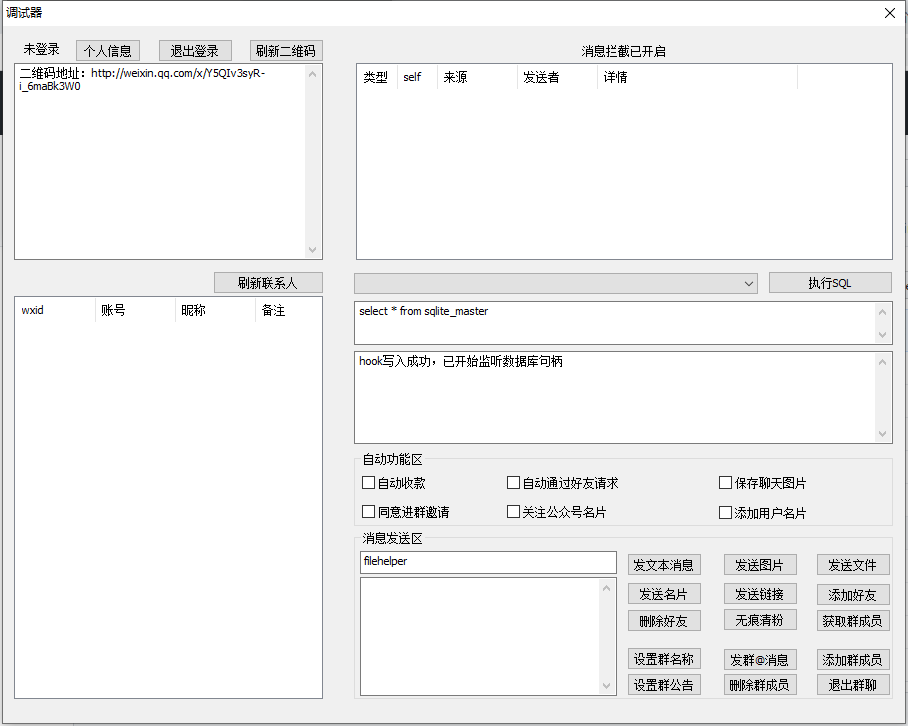 调试器
未登录 个人信息 退出登录 刷新二维码
消息拦截已开启
二维码地址：http://weixin.qq.com/x/Y5QIv3syR-
i_6maBk3W0
类型 self 来源 发送者 详情
刷新联系人
执行SQL
wxid 账号 昵称 备注
select * from sqlite_master
hook写入成功，已开始监听数据库句柄
自动功能区
自动收款 自动通过好友请求 保存聊天图片
同意进群邀请 关注公众号名片 添加用户名片
消息发送区
filehelper
发文本消息 发送图片 发送文件
发送名片 发送链接 添加好友
删除好友 无痕清粉 获取群成员
设置群名称 发群@消息 添加群成员
设置群公告 删除群成员 退出群聊